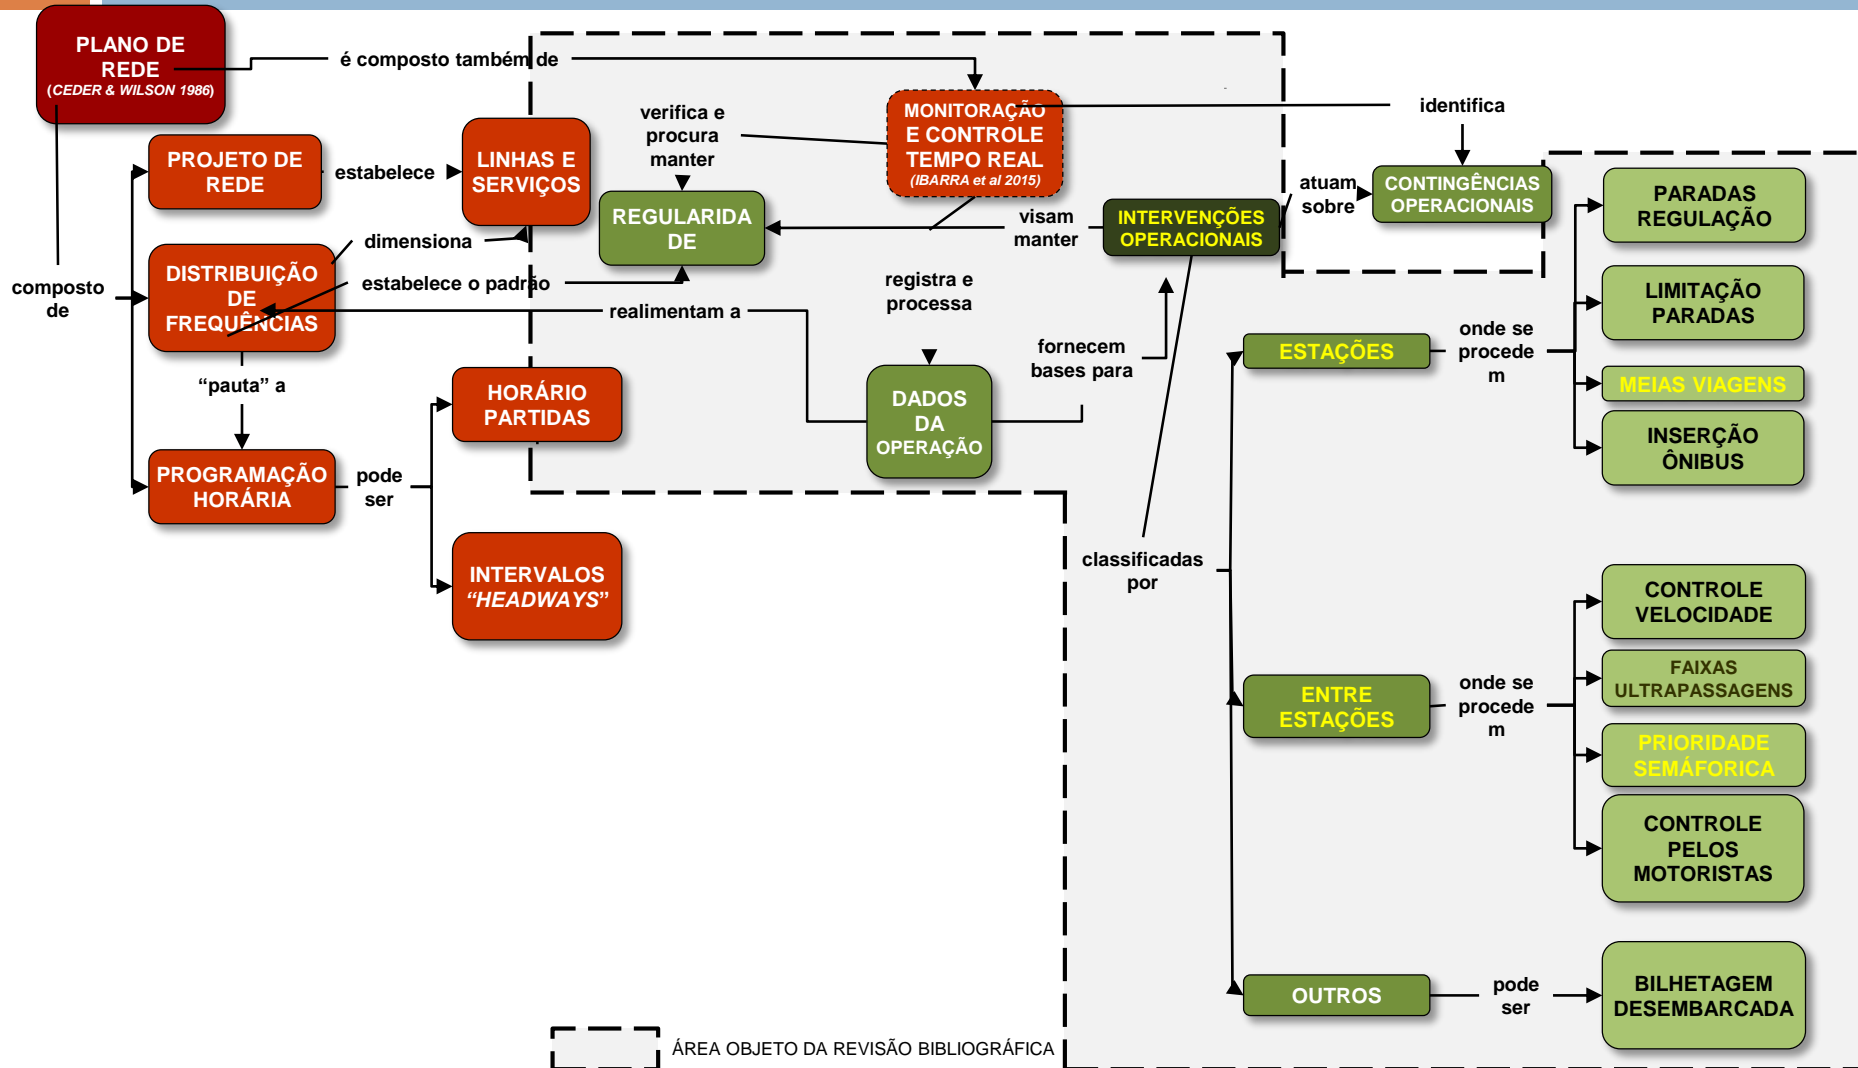 PLANO DE
REDE
(CEDER & WILSON 1986)
é composto também de
MONITORAÇÃO
E CONTROLE
TEMPO REAL
(IBARRA et al 2015)
verifica e
procura
manter
identifica
PROJETO DE
REDE
estabelece
LINHAS E
SERVIÇOS
REGULARIDA
DE
visam
manter
INTERVENÇÕES
OPERACIONAIS
atuam
sobre
CONTINGÊNCIAS
OPERACIONAIS
dimensiona
composto
de
DISTRIBUIÇÃO
DE
FREQUÊNCIAS
estabelece o padrão
realimentam a
registra e
processa
“pauta” a
fornecem
bases para
DADOS
DA
OPERAÇÃO
PROGRAMAÇÃO
HORÁRIA
pode
ser
HORÁRIO
PARTIDAS
INTERVALOS
“HEADWAYS”
classificadas
por
ESTAÇÕES
onde se
procede
m
PARADAS
REGULAÇÃO
LIMITAÇÃO
PARADAS
MEIAS VIAGENS
INSERÇÃO
ÔNIBUS
ENTRE
ESTAÇÕES
onde se
procede
m
CONTROLE
VELOCIDADE
FAIXAS
ULTRAPASSAGENS
PRIORIDADE
SEMÁFORICA
CONTROLE
PELOS
MOTORISTAS
OUTROS
pode
ser
BILHETAGEM
DESEMBARCADA
ÁREA OBJETO DA REVISÃO BIBLIOGRÁFICA